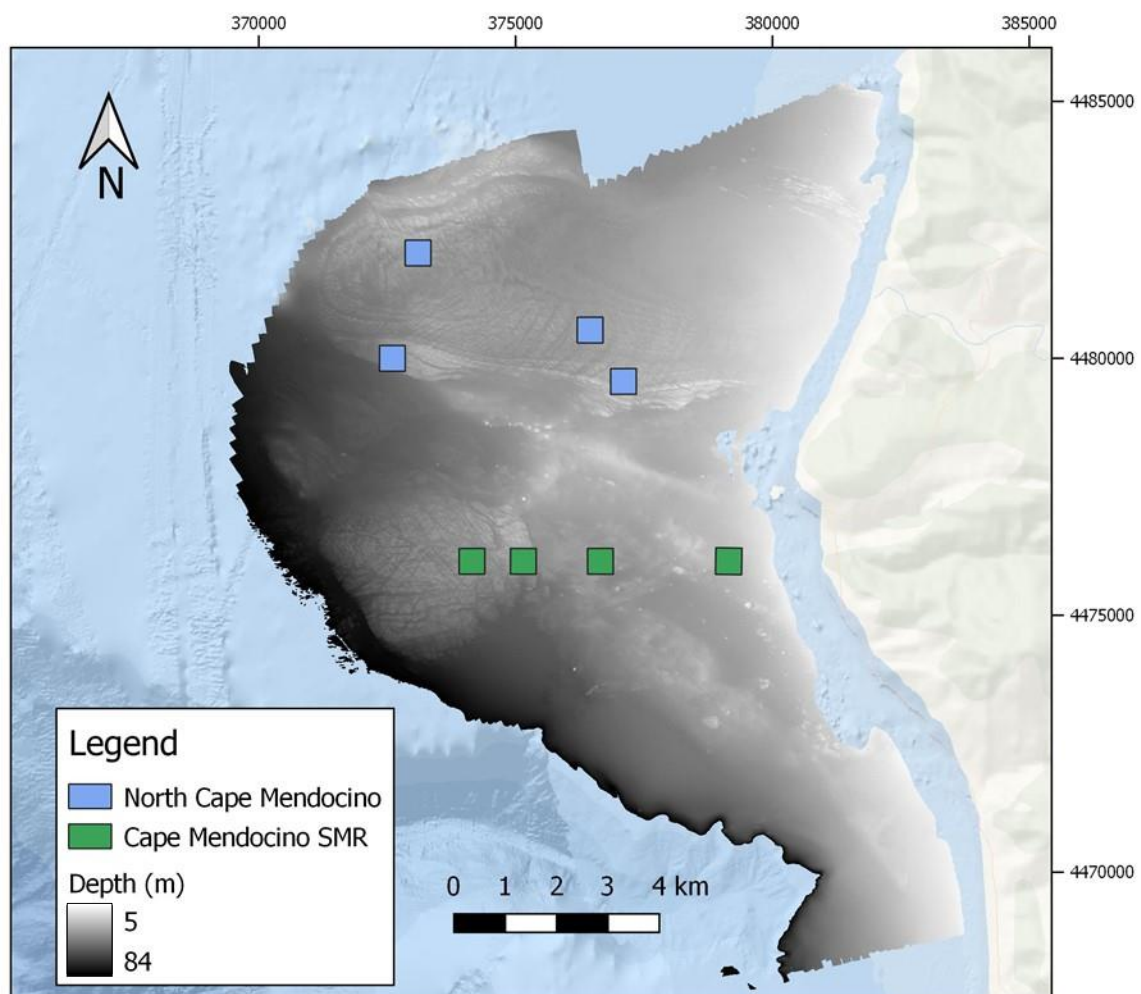 370000 375000 380000 385000
4485000
N
4480000
4475000
Legend
North Cape Mendocino
Cape Mendocino SMR
Depth (m)
5
84
0 1 2 3 4 km
4470000